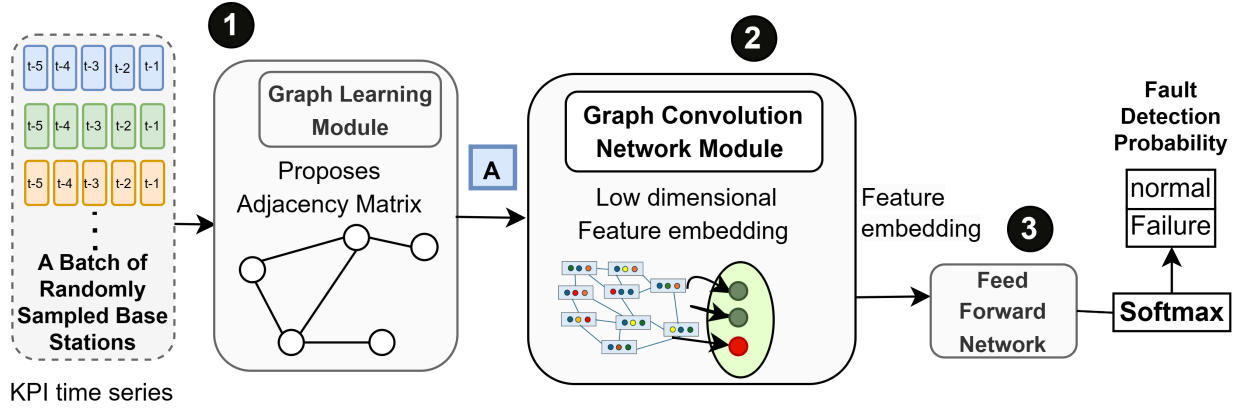 1
2
t-5 t-4 t-3 t-2 t-1
t-5 t-4 t-3 t-2 t-1
t-5 t-4 t-3 t-2 t-1
A Batch of
Randomly
Sampled Base
Stations
KPI time series
Graph Learning
Module
Proposes
Adjacency Matrix
A
Graph Convolution
Network Module
Low dimensional
Feature embedding
Feature
embedding
3
Feed
Forward
Network
Fault
Detection
Probability
normal
Failure
Softmax